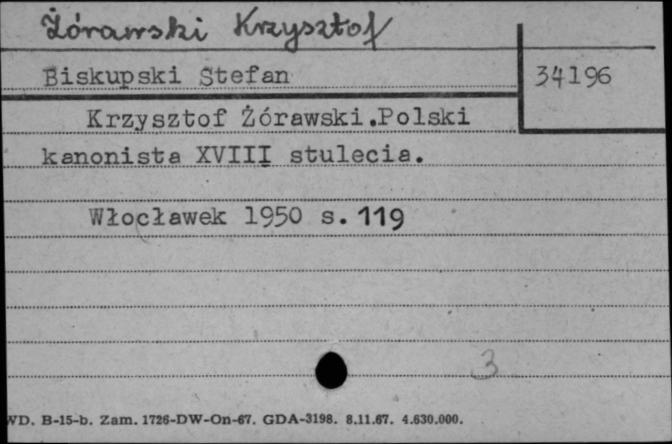 Żórawski Krzysztof
Biskupski Stefan
34196
Krzysztof Żórawski.Polski
kanonista XVIII stulecia.
Włocławek 1950 s. 119
3
WD. B-15-b. Zam. 1726-DW-On-67. GDA-3198. 8.11.67. 4.630.000.